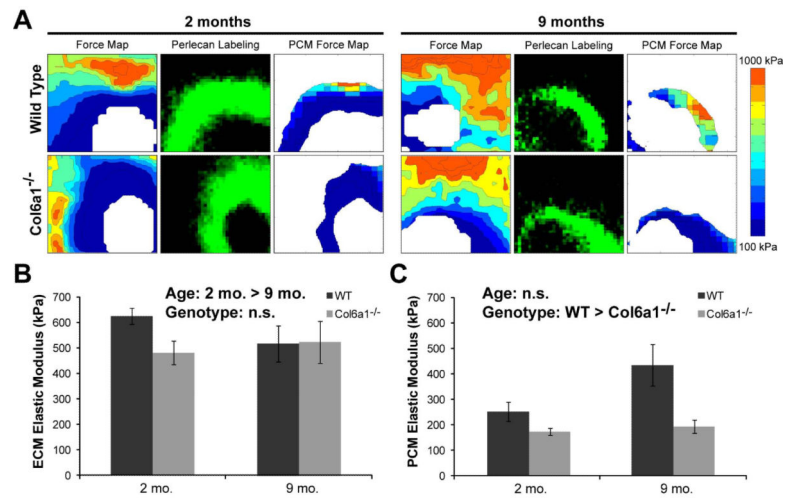 A
2 months
9 months
Force Map
Perlecan Labeling
PCM Force Map
Force Map
Perlecan Labeling
PCM Force Map
Wild Type
Col6a1-/-
1000 kPa
100 kPa
B
Age: 2 mo. > 9 mo.
Genotype: n.s.
WT
Col6a1-/-
ECM Elastic Modulus (kPa)
700
600
500
400
300
200
100
0
2 mo.
9 mo.
C
Age: n.s.
Genotype: WT > Col6a1-/-
WT
Col6a1-/-
PCM Elastic Modulus (kPa)
700
600
500
400
300
200
100
0
2 mo.
9 mo.